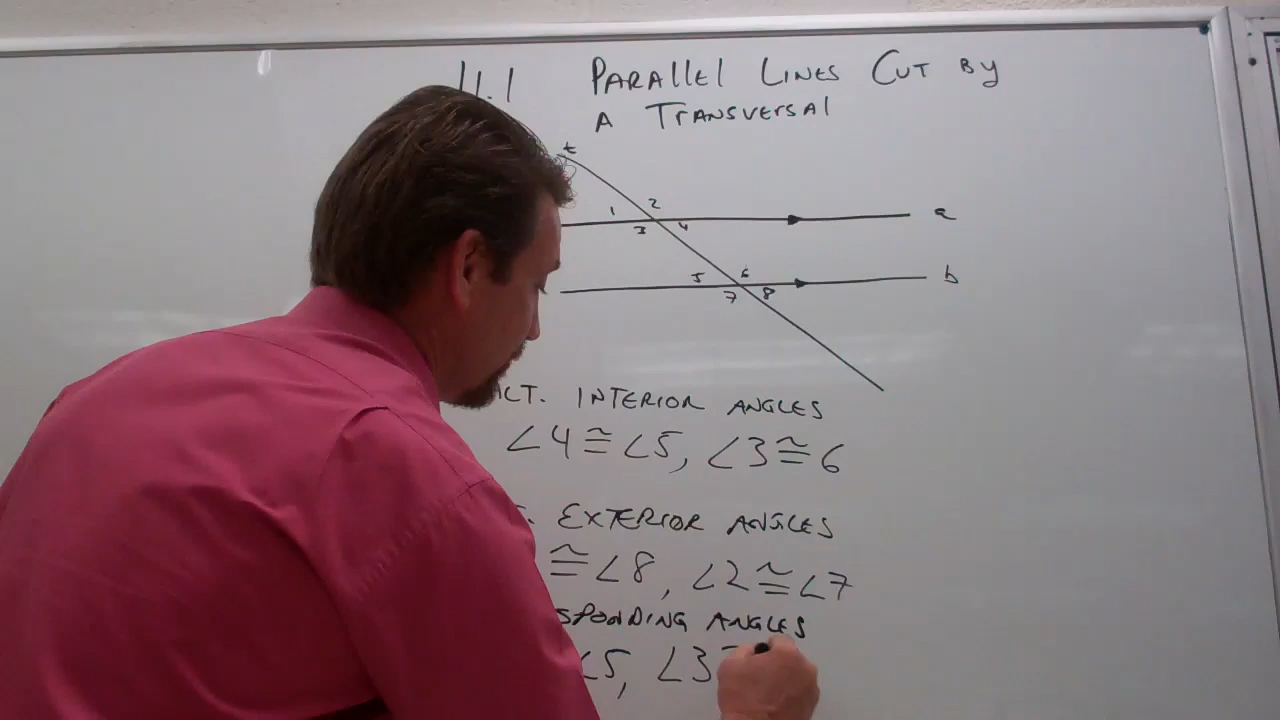 11.1 PARALLEL LINES CUT BY
A TRANSVERSAL
t
1 2
3 4
a
5 6
7 8
b
INTERIOR ANGLES
∠4≅∠5, ∠3≅6
EXTERIOR ANGLES
≅∠8, ∠2≅∠7
ANGLES
∠5, ∠3